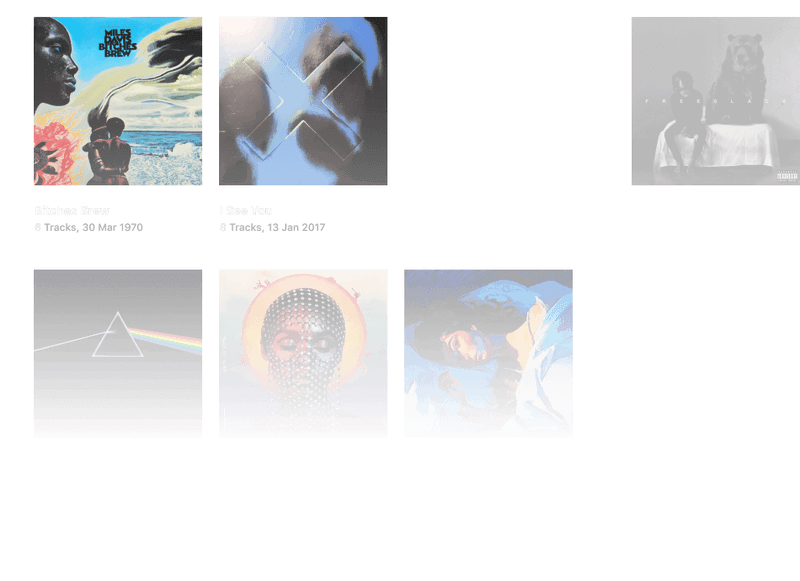 MILES
DAVIS
BITCHES
BREW
FREE 6LACK
Bitches Brew
I See You
6 Tracks, 30 Mar 1970
8 Tracks, 13 Jan 2017